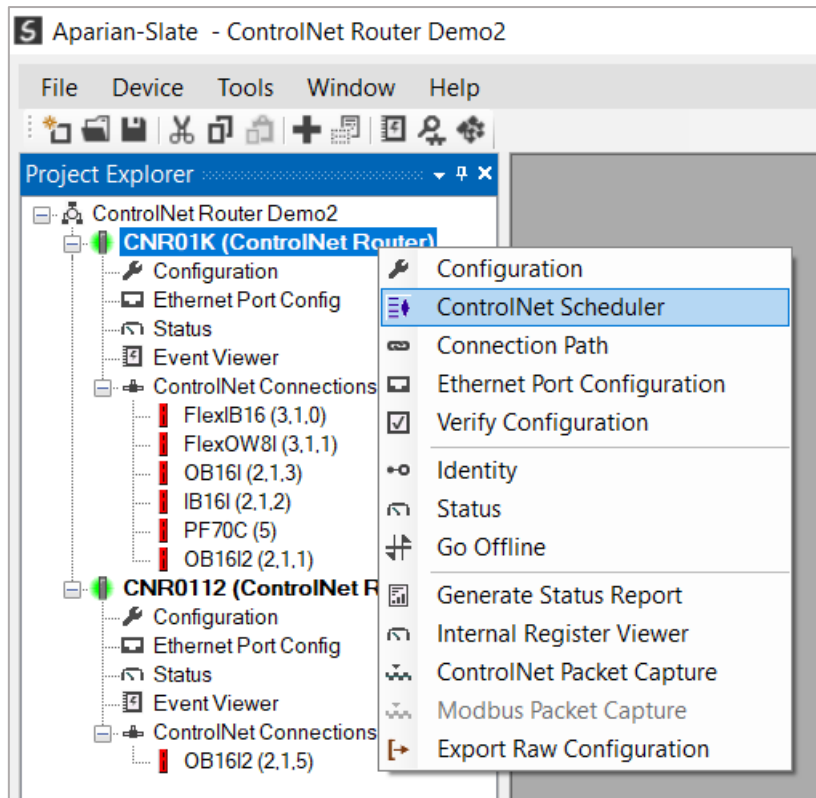 Aparian-Slate - ControlNet Router Demo2
File Device Tools Window Help
Project Explorer
ControlNet Router Demo2
CNR01K (ControlNet Router)
Configuration
Ethernet Port Config
Status
Event Viewer
ControlNet Connections
FlexIB16 (3,1,0)
FlexOW8I (3,1,1)
OB16I (2,1,3)
IB16I (2,1,2)
PF70C (5)
OB16I2 (2,1,1)
CNR0112 (ControlNet R
Configuration
Ethernet Port Config
Status
Event Viewer
ControlNet Connections
OB16I2 (2,1,5)
Configuration
ControlNet Scheduler
Connection Path
Ethernet Port Configuration
Verify Configuration
Identity
Status
Go Offline
Generate Status Report
Internal Register Viewer
ControlNet Packet Capture
Modbus Packet Capture
Export Raw Configuration